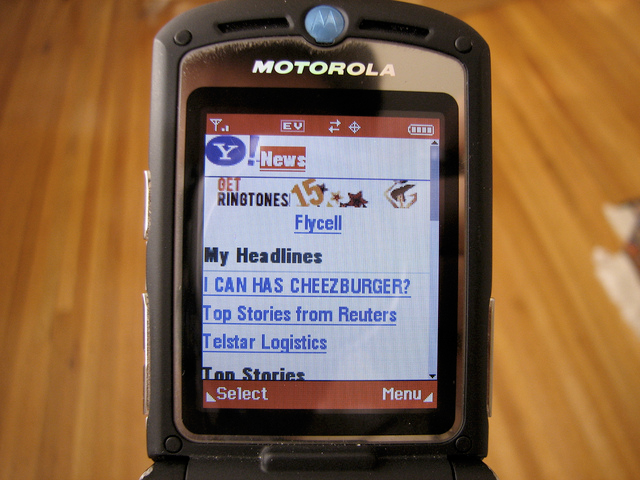 MOTOROLA
EV
Y! News
GET
RINGTONES 15
Flycell
My Headlines
I CAN HAS CHEEZBURGER?
Top Stories from Reuters
Telstar Logistics
Top Stories
Select Menu